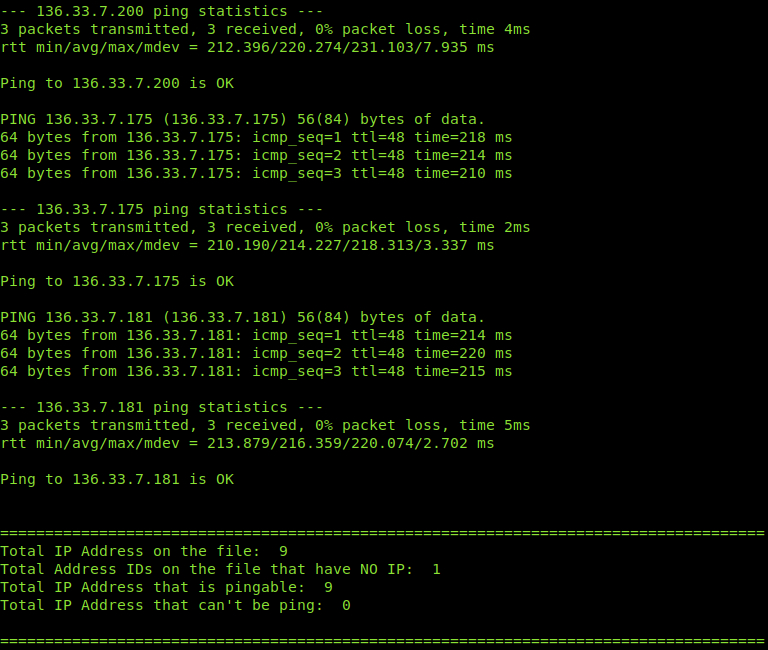 --- 136.33.7.200 ping statistics ---
3 packets transmitted, 3 received, 0% packet loss, time 4ms
rtt min/avg/max/mdev = 212.396/220.274/231.103/7.935 ms
Ping to 136.33.7.200 is OK
PING 136.33.7.175 (136.33.7.175) 56(84) bytes of data.
64 bytes from 136.33.7.175: icmp_seq=1 ttl=48 time=218 ms
64 bytes from 136.33.7.175: icmp_seq=2 ttl=48 time=214 ms
64 bytes from 136.33.7.175: icmp_seq=3 ttl=48 time=210 ms
--- 136.33.7.175 ping statistics ---
3 packets transmitted, 3 received, 0% packet loss, time 2ms
rtt min/avg/max/mdev = 210.190/214.227/218.313/3.337 ms
Ping to 136.33.7.175 is OK
PING 136.33.7.181 (136.33.7.181) 56(84) bytes of data.
64 bytes from 136.33.7.181: icmp_seq=1 ttl=48 time=214 ms
64 bytes from 136.33.7.181: icmp_seq=2 ttl=48 time=220 ms
64 bytes from 136.33.7.181: icmp_seq=3 ttl=48 time=215 ms
--- 136.33.7.181 ping statistics ---
3 packets transmitted, 3 received, 0% packet loss, time 5ms
rtt min/avg/max/mdev = 213.879/216.359/220.074/2.702 ms
Ping to 136.33.7.181 is OK
=====================================================================================
Total IP Address on the file:  9
Total Address IDs on the file that have NO IP:  1
Total IP Address that is pingable:  9
Total IP Address that can't be ping:  0
=====================================================================================